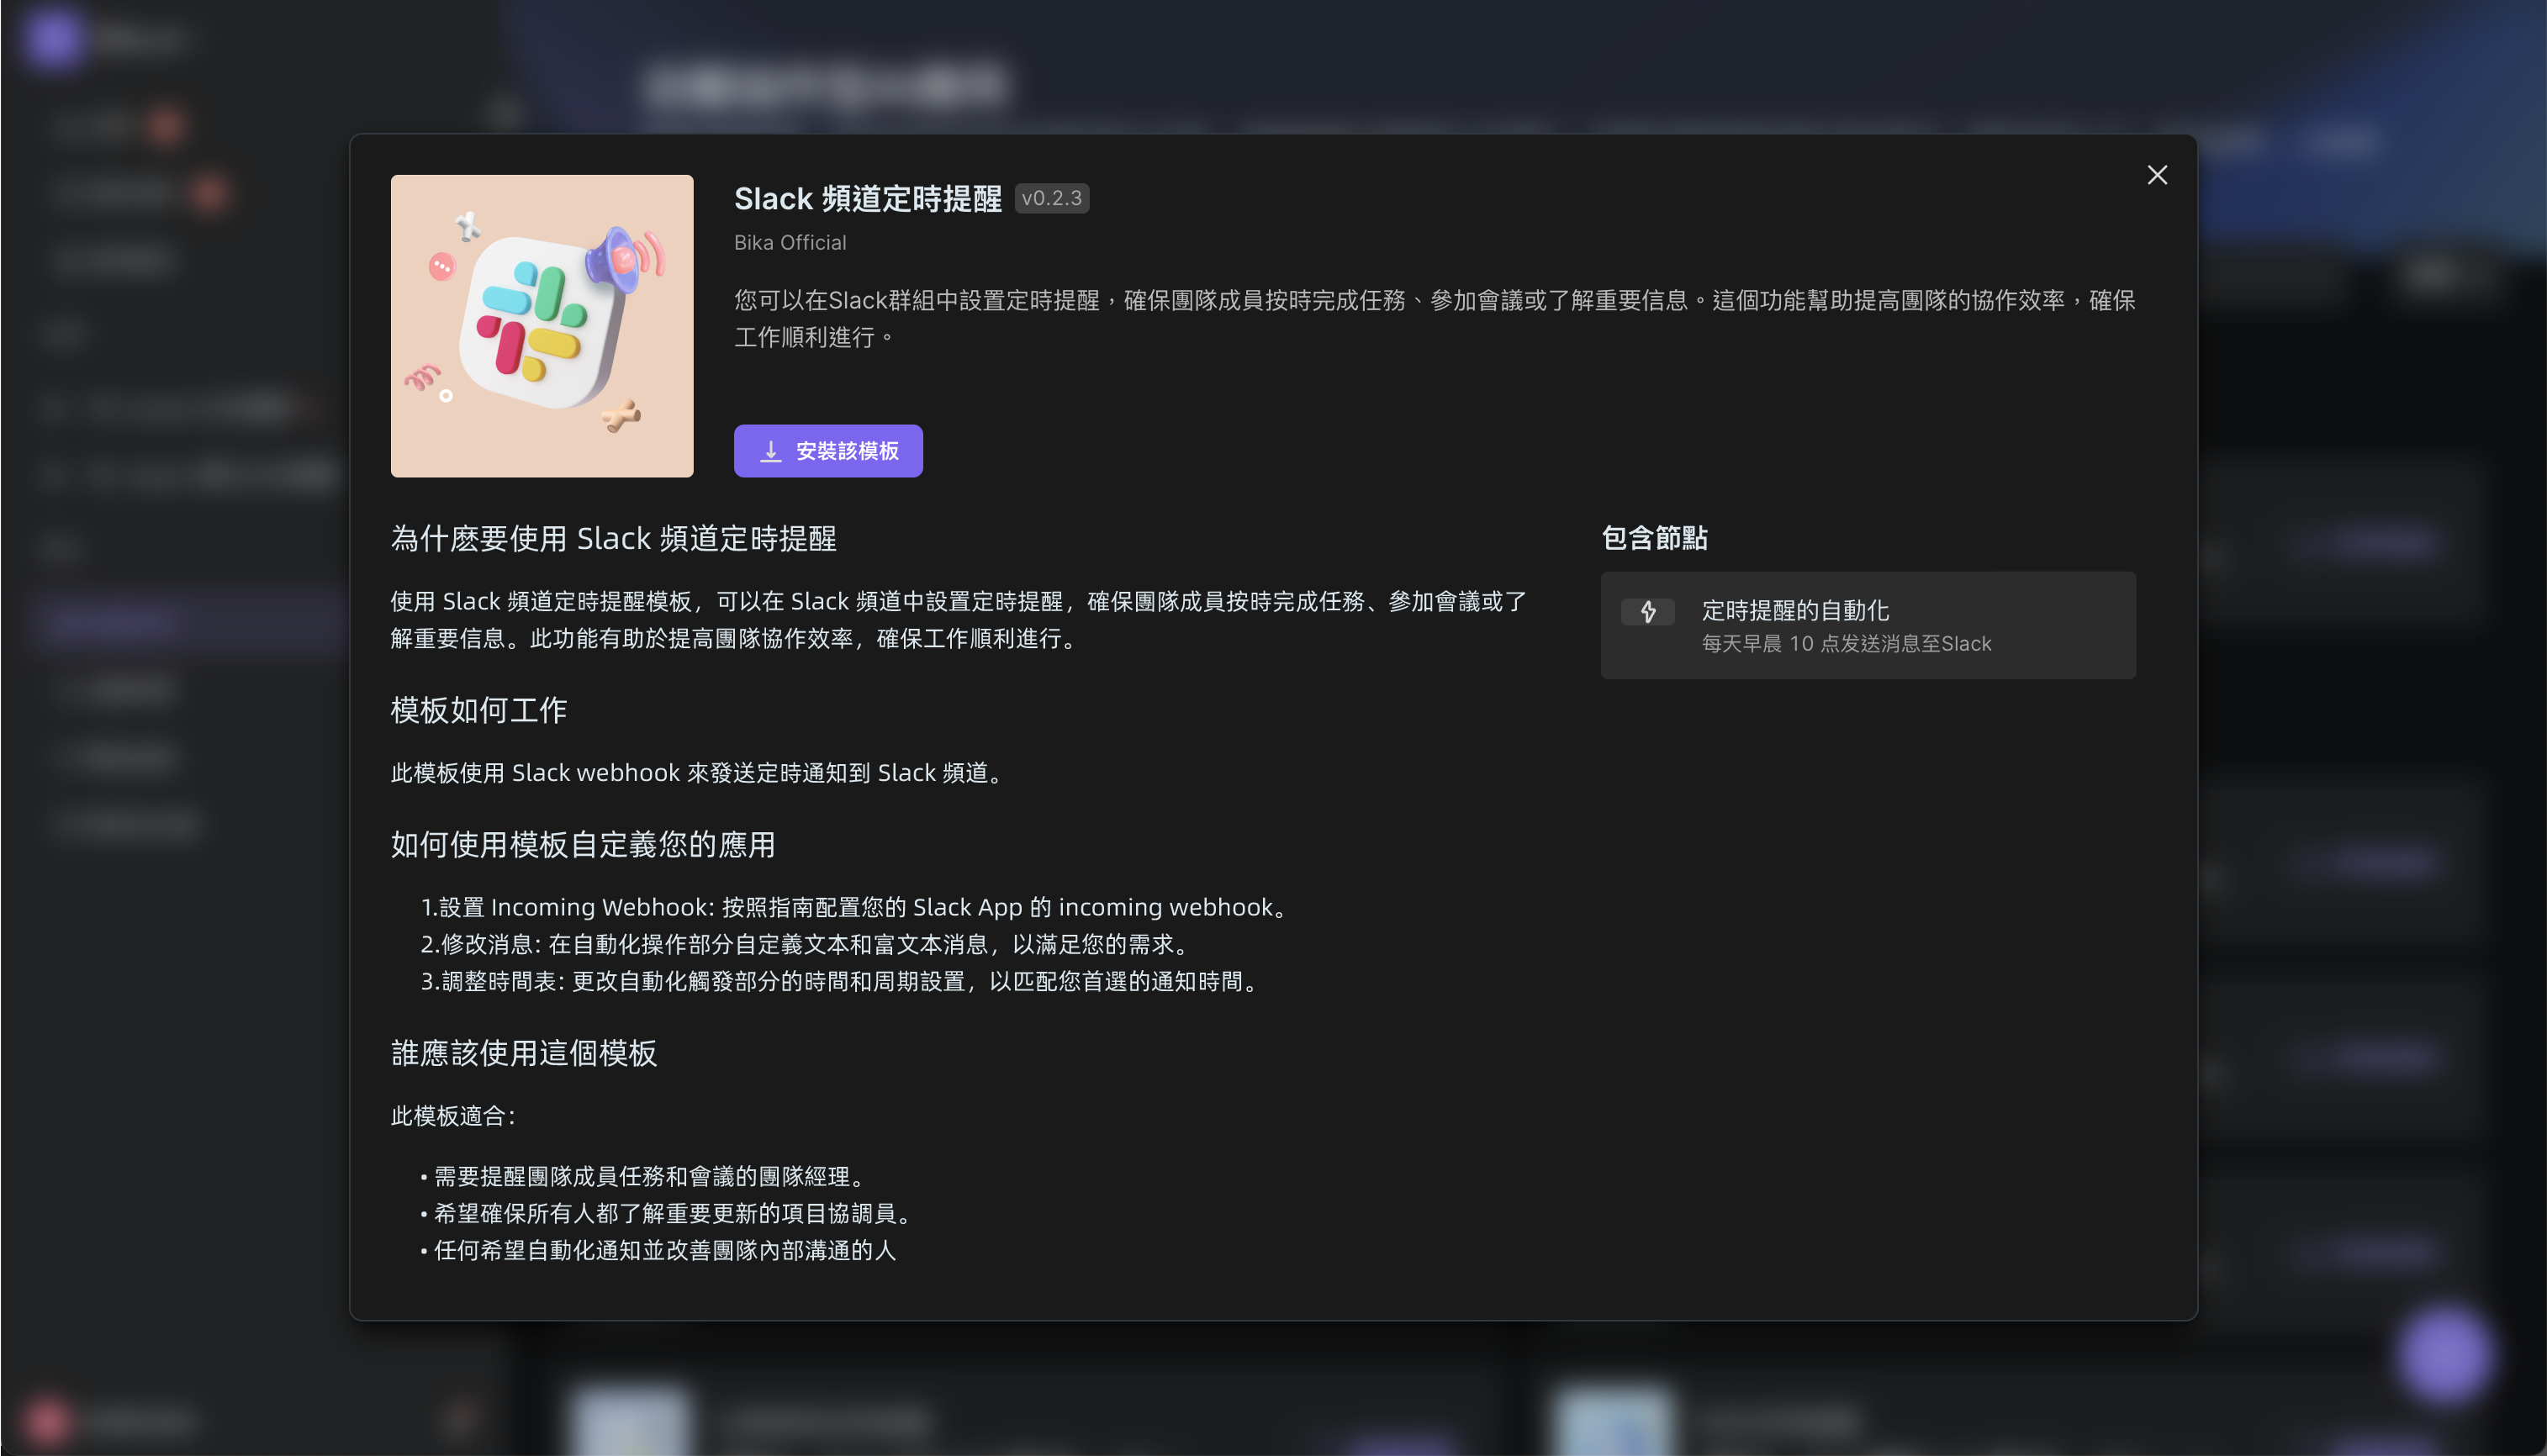 Slack 頻道定時提醒 v0.2.3
Bika Official
您可以在Slack群組中設置定時提醒，確保團隊成員按時完成任務、參加會議或了解重要信息。這個功能幫助提高團隊的協作效率，確保
工作順利進行。
安裝該模板
為什麽要使用 Slack 頻道定時提醒
使用 Slack 頻道定時提醒模板，可以在 Slack 頻道中設置定時提醒，確保團隊成員按時完成任務、參加會議或了
解重要信息。此功能有助於提高團隊協作效率，確保工作順利進行。
模板如何工作
此模板使用 Slack webhook 來發送定時通知到 Slack 頻道。
如何使用模板自定義您的應用
1.設置 Incoming Webhook: 按照指南配置您的 Slack App 的 incoming webhook。
2.修改消息: 在自動化操作部分自定義文本和富文本消息，以滿足您的需求。
3.調整時間表: 更改自動化觸發部分的時間和周期設置，以匹配您首選的通知時間。
誰應該使用這個模板
此模板適合:
• 需要提醒團隊成員任務和會議的團隊經理。
• 希望確保所有人都了解重要更新的項目協調員。
• 任何希望自動化通知並改善團隊內部溝通的人
包含節點
定時提醒的自動化
每天早晨 10 点发送消息至Slack